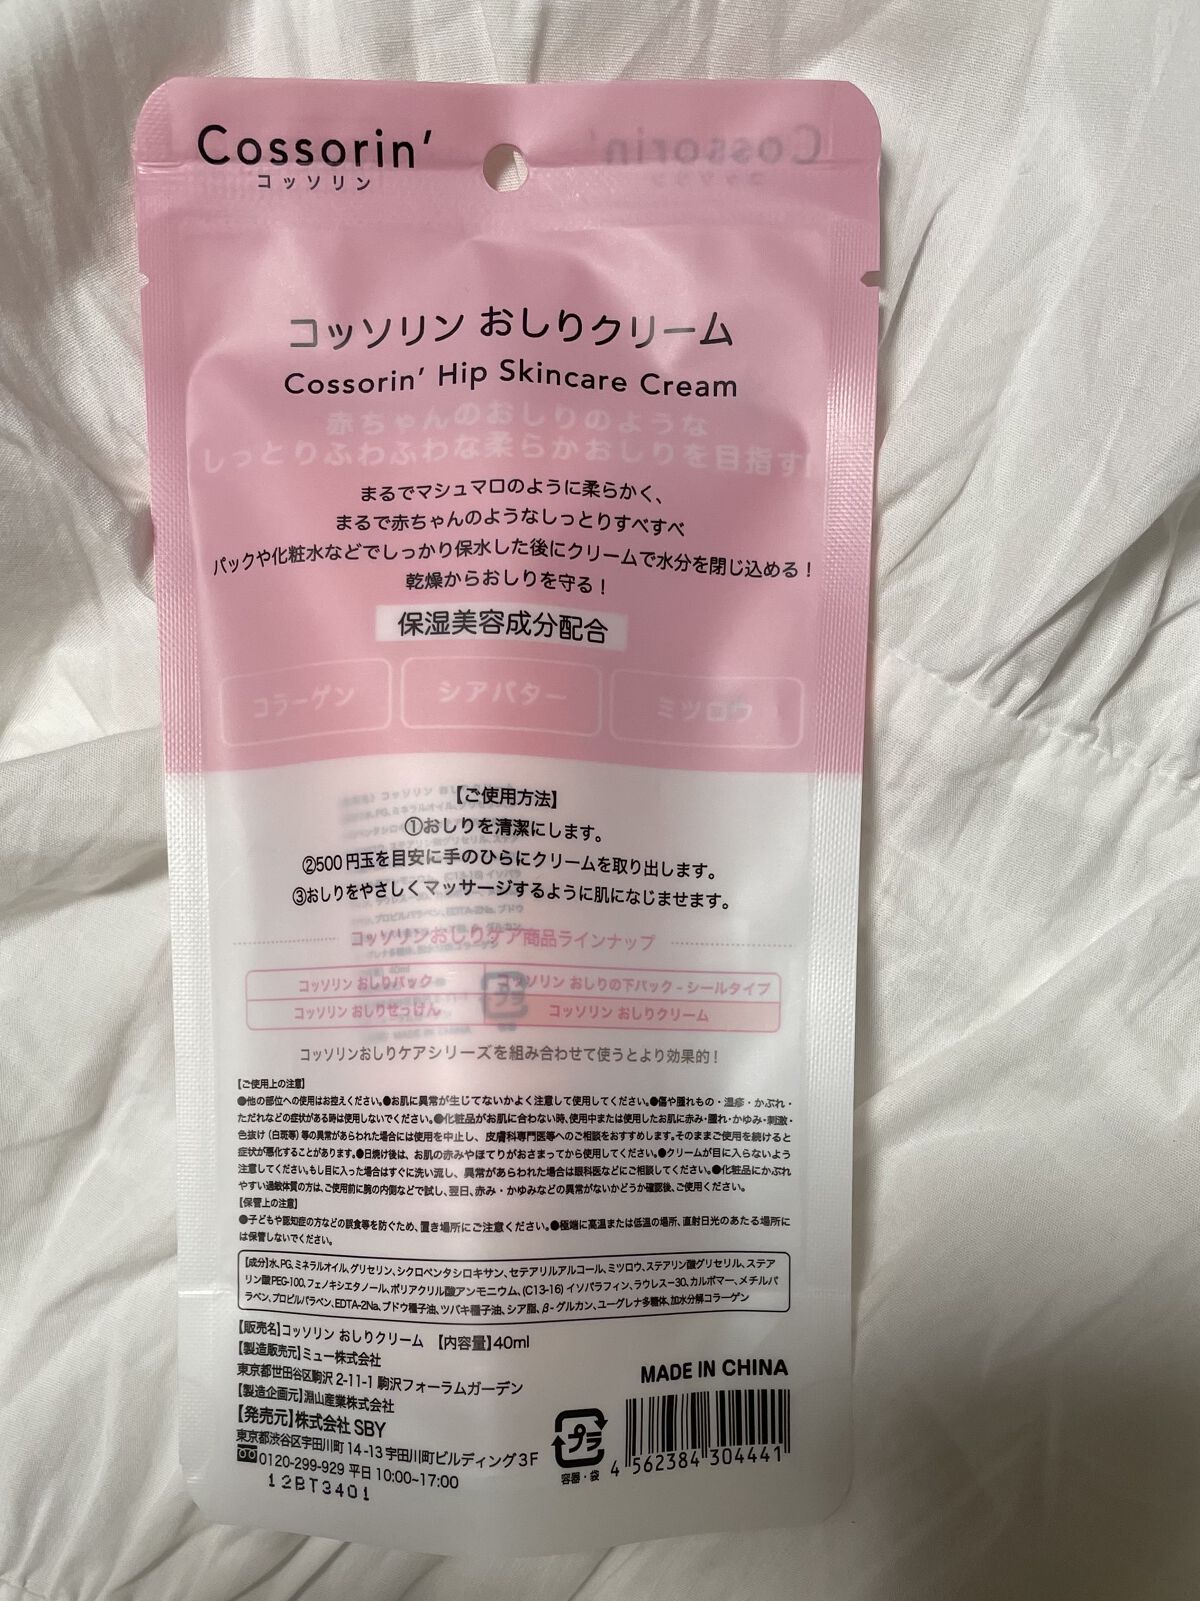 Cossorin'
コッソリン
コッソリン おしりクリーム
Cossorin' Hip Skincare Cream
赤ちゃんのおしりのような
しっとりふわふわな柔らかおしりを目指す!
まるでマシュマロのように柔らかく、
まるで赤ちゃんのようなしっとりすべすべ
パックや化粧水などでしっかり保水した後にクリームで水分を閉じ込める!
乾燥からおしりを守る!
保湿美容成分配合
コラーゲン シアバター ミツロウ
【ご使用方法】
①おしりを清潔にします。
②500円玉を目安に手のひらにクリームを取り出します。
③おしりをやさしくマッサージするように肌になじませます。
コッソリンおしりケア商品ラインナップ
コッソリン おしりパック コッソリン おしりの下パック-シールタイプ
コッソリン おしりせっけん コッソリン おしりクリーム
コッソリンおしりケアシリーズを組み合わせて使うとより効果的!
【ご使用上の注意】
●他の部位への使用はお控えください。●お肌に異常が生じてないかよく注意して使用してください。●傷や腫れもの・湿疹・かぶれ・
ただれなどの症状がある時は使用しないでください。●化粧品がお肌に合わない時、使用中または使用したお肌に赤み・腫れ・かゆみ・刺激・
色抜け(白斑等)等の異常があらわれた場合には使用を中止し、皮膚科専門医等へのご相談をおすすめします。そのままご使用を続けると
症状が悪化することがあります。●日焼け後は、お肌の赤みやほてりがおさまってから使用してください。●クリームが目に入らないよう
注意してください。もし目に入った場合はすぐに洗い流し、異常があらわれた場合は眼科医などにご相談してください。●化粧品にかぶれ
やすい過敏体質の方は、ご使用前に腕の内側などで試し、翌日、赤み・かゆみなどの異常がないかどうか確認後、ご使用ください。
【保管上の注意】
●子どもや認知症の方などの誤食等を防ぐため、置き場所にご注意ください。●極端に高温または低温の場所、直射日光のあたる場所に
は保管しないでください。
【成分】水、PG、ミネラルオイル、グリセリン、シクロペンタシロキサン、セテアリルアルコール、ミツロウ、ステアリン酸グリセリル、ステア
リン酸PEG-100、フェノキシエタノール、ポリアクリル酸アンモニウム、(C13-16)イソパラフィン、ラウレス-30、カルボマー、メチルパ
ラベン、プロピルパラベン、EDTA-2Na、ブドウ種子油、ツバキ種子油、シア脂、β-グルカン、ユーグレナ多糖体、加水分解コラーゲン
【販売名】コッソリン おしりクリーム 【内容量】40ml
【製造販売元】ミュー株式会社
東京都世田谷区駒沢 2-11-1 駒沢フォーラムガーデン
【製造企画元】淵山産業株式会社
【発売元】株式会社 SBY
東京都渋谷区宇田川町 14-13 宇田川町ビルディング 3F
0120-299-929 平日 10:00~17:00
12BT3401
MADE IN CHINA
プラ
容器・袋
4 562384 304441